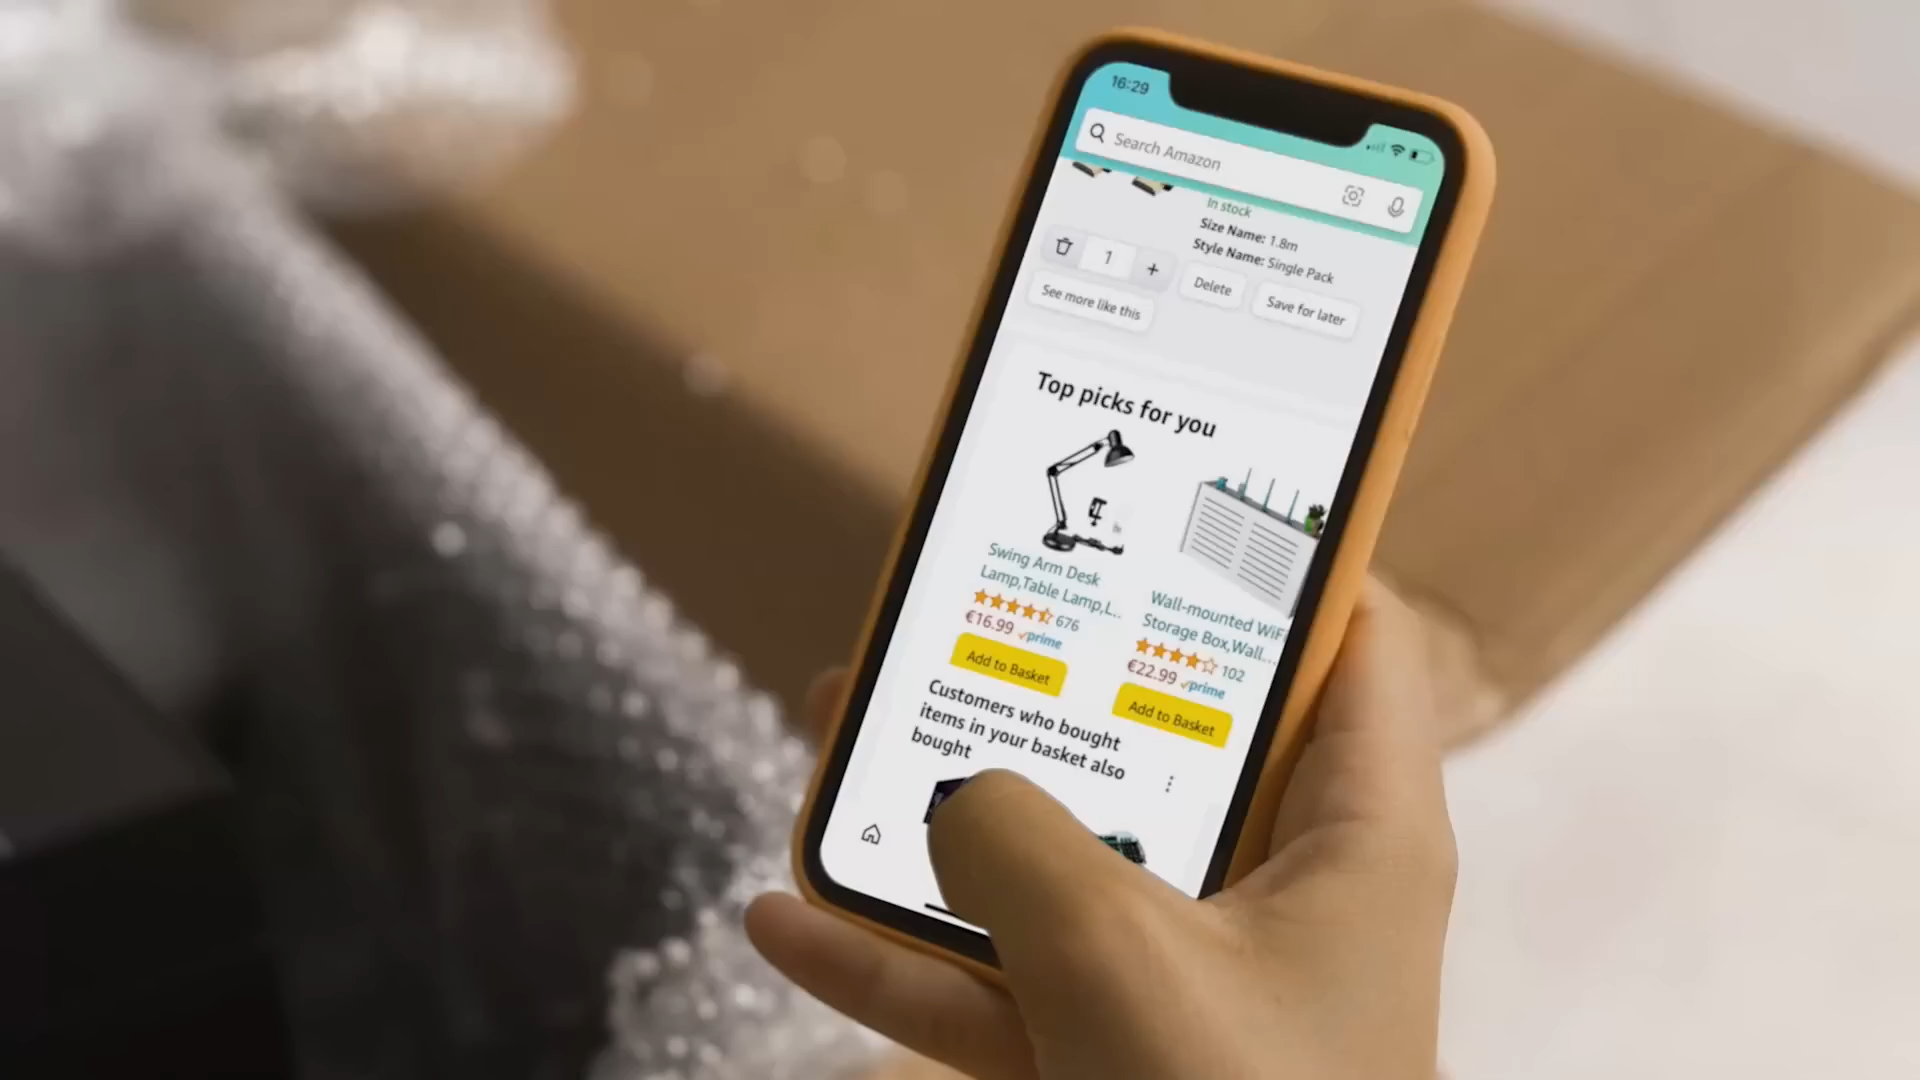 16:29
Search Amazon
In stock
Size Name: 1.8m
Style Name: Single Pack
1
+
Delete
Save for later
See more like this
Top picks for you
Swing Arm Desk
Lamp,Table Lamp,L...
676
€16.99 prime
Add to Basket
Wall-mounted WiF
Storage Box,Wall...
102
€22.99 prime
Add to Basket
Customers who bought
items in your basket also
bought